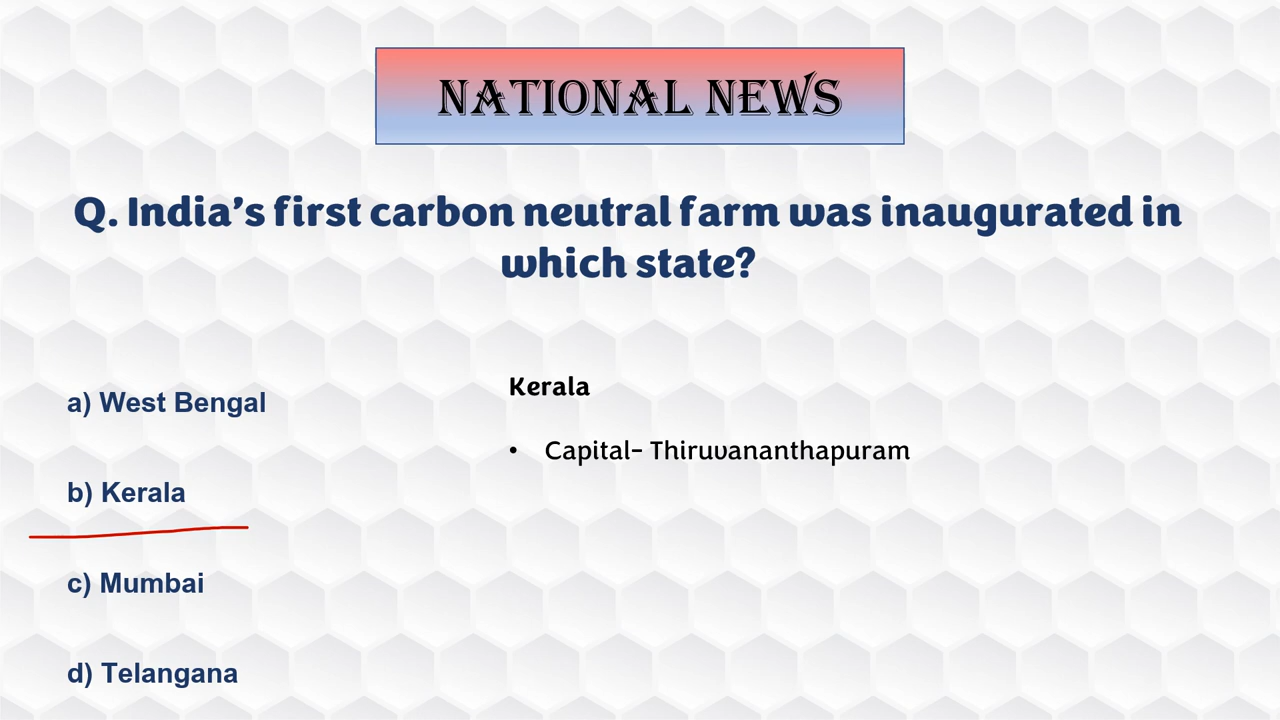 NATIONAL NEWS
Q. India’s first carbon neutral farm was inaugurated in
which state?
a) West Bengal
b) Kerala
c) Mumbai
d) Telangana
Kerala
• Capital- Thiruvananthapuram